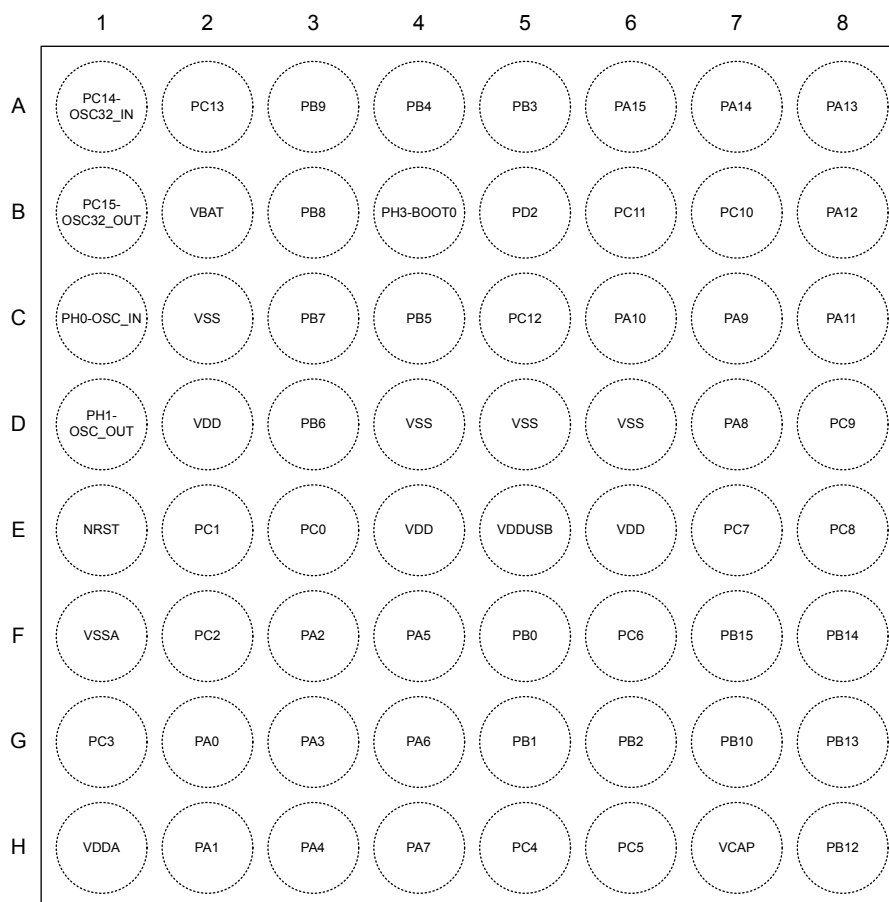 1 2 3 4 5 6 7 8
A PC14-OSC32_IN PC13 PB9 PB4 PB3 PA15 PA14 PA13
B PC15-OSC32_OUT VBAT PB8 PH3-BOOT0 PD2 PC11 PC10 PA12
C PH0-OSC_IN VSS PB7 PB5 PC12 PA10 PA9 PA11
D PH1-OSC_OUT VDD PB6 VSS VSS VSS PA8 PC9
E NRST PC1 PC0 VDD VDDUSB VDD PC7 PC8
F VSSA PC2 PA2 PA5 PB0 PC6 PB15 PB14
G PC3 PA0 PA3 PA6 PB1 PB2 PB10 PB13
H VDDA PA1 PA4 PA7 PC4 PC5 VCAP PB12